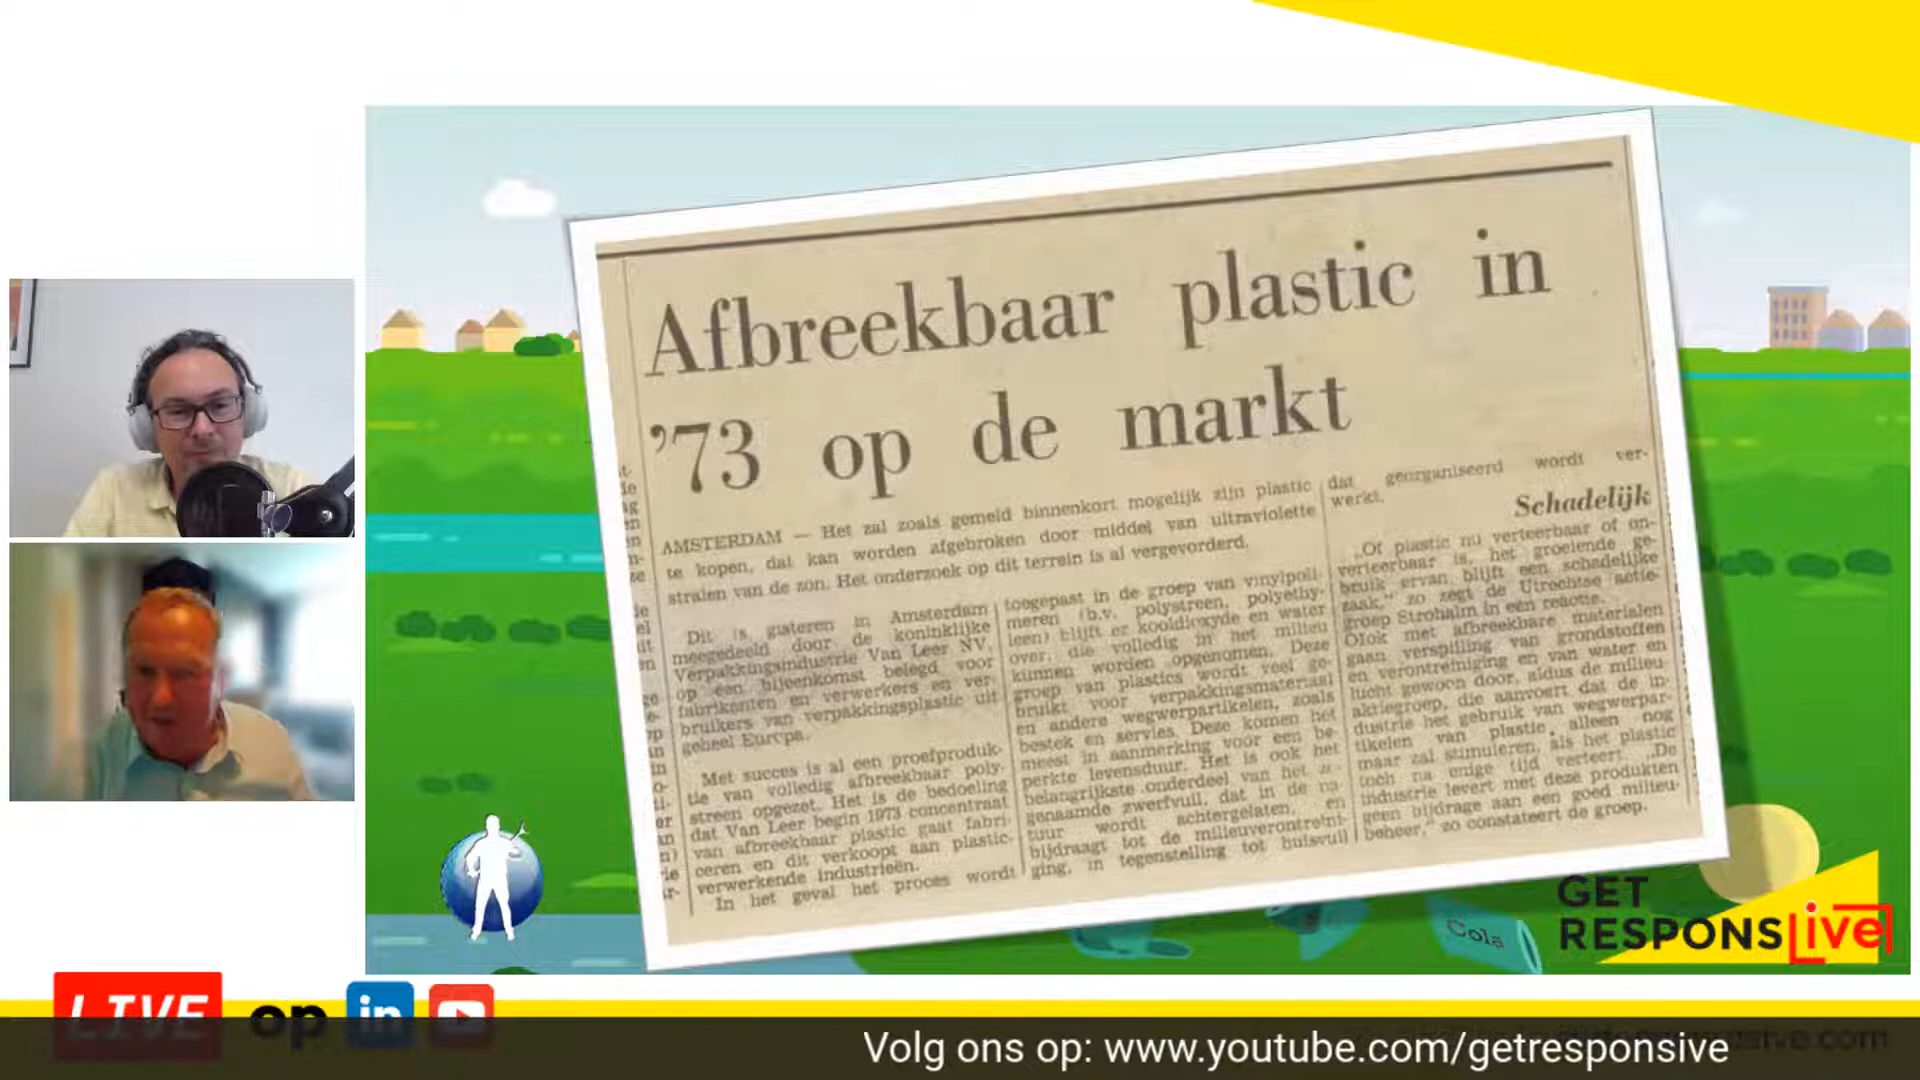 Afbreekbaar plastic in
'73 op de markt
AMSTERDAM — Het zal zoals gemeld binnenkort mogelijk zijn plastic
te kopen, dat kan worden afgebroken door middel van ultraviolette
stralen van de zon. Het onderzoek op dit terrein is al vergevorderd.
Dit is gisteren in Amsterdam
meegedeeld door de koninklijke
Verpakkingsindustrie Van Leer NV,
op een bijeenkomst belegd voor
fabrikanten en verwerkers en ver-
bruikers van verpakkingsplastic uit
geheel Europa.
Met succes is al een proefproduk-
tie van volledig afbreekbaar poly-
streen opgezet. Het is de bedoeling
dat Van Leer begin 1973 concentraat
van afbreekbaar plastic gaat fabri-
ceren en dit verkoopt aan plastic-
verwerkende industrieën.
In het geval het proces wordt
toegepast in de groep van vinylpoli-
meren (b.v. polystreen, polyethy-
leen) blijft er kooldioxyde en water
over, die volledig in het milieu
kunnen worden opgenomen. Deze
groep van plastics wordt veel ge-
bruikt voor verpakkingsmateriaal
en andere wegwerpartikelen, zoals
bestek en servies. Deze komen het
meest in aanmerking voor een be-
perkte levensduur. Het is ook het
belangrijkste onderdeel van het zo-
genaamde zwerfvuil, dat in de na-
tuur wordt achtergelaten, en
bijdraagt tot de milieuverontreini-
ging, in tegenstelling tot huisvuil
dat georganiseerd wordt ver-
werkt.
Schadelijk
„Of plastic nu verteerbaar of on-
verteerbaar is, het groeiende ge-
bruik ervan blijft een schadelijke
zaak," zo zegt de Utrechtse actie-
groep Strohalm in een reactie.
Ook met afbreekbare materialen
gaan verspilling van grondstoffen
en verontreiniging en van water en
lucht gewoon door, aldus de milieu-
aktiegroep, die aanvoert dat de in-
dustrie het gebruik van wegwerpar-
tikelen van plastic alleen nog
maar zal stimuleren, als het plastic
toch na enige tijd verteert. „De
industrie levert met deze produkten
geen bijdrage aan een goed milieu-
beheer," zo constateert de groep.
Cola
GET
RESPONSLive
LIVE op in
Volg ons op: www.youtube.com/getresponsive